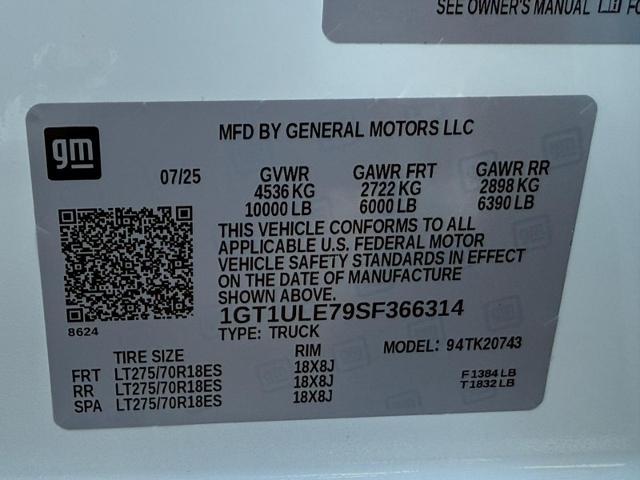 SEE OWNER'S MANUAL
gm
MFD BY GENERAL MOTORS LLC
07/25 GVWR GAWR FRT GAWR RR
4536 KG 2722 KG 2898 KG
10000 LB 6000 LB 6390 LB
THIS VEHICLE CONFORMS TO ALL
APPLICABLE U.S. FEDERAL MOTOR
VEHICLE SAFETY STANDARDS IN EFFECT
ON THE DATE OF MANUFACTURE
SHOWN ABOVE.
8624
1GT1ULE79SF366314
TYPE: TRUCK
TIRE SIZE RIM MODEL: 94TK20743
FRT LT275/70R18ES 18X8J
RR LT275/70R18ES 18X8J
SPA LT275/70R18ES 18X8J
F 1384 LB
T 1832 LB